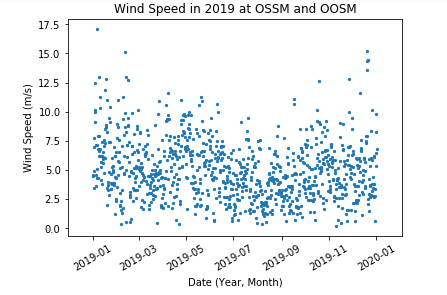 Wind Speed in 2019 at OSSM and OOSM
17.5
15.0
12.5
10.0
7.5
5.0
2.5
0.0
Wind Speed (m/s)
2019-01 2019-03 2019-05 2019-07 2019-09 2019-11 2020-01
Date (Year, Month)